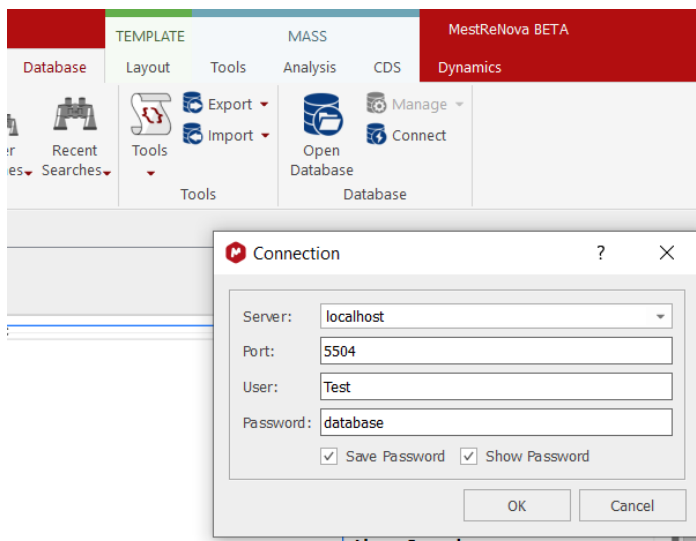 TEMPLATE MASS MestReNova BETA
Database Layout Tools Analysis CDS Dynamics
Export Manage
Import Connect
Recent Tools Open
Searches Database
Tools Database
Connection ? X
Server: localhost
Port: 5504
User: Test
Password: database
Save Password Show Password
OK Cancel